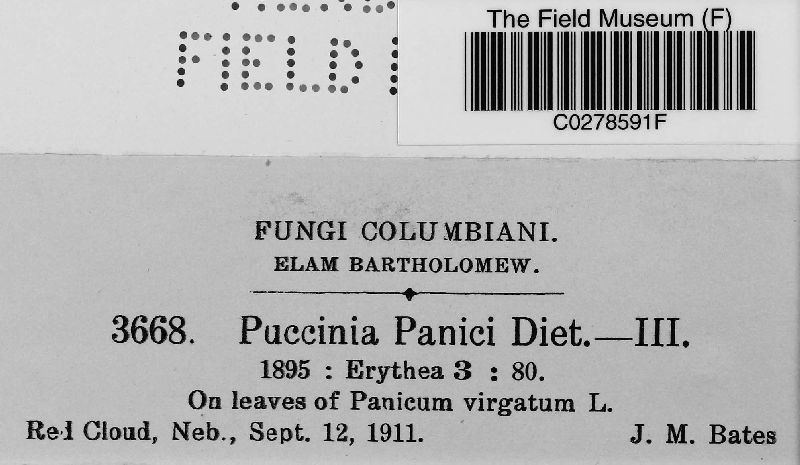 The Field Museum (F)
FIELD
C0278591F
FUNGI COLUMBIANI.
ELAM BARTHOLOMEW.
3668. Puccinia Panici Diet.—III.
1895 : Erythea 3 : 80.
On leaves of Panicum virgatum L.
Red Cloud, Neb., Sept. 12, 1911. J. M. Bates